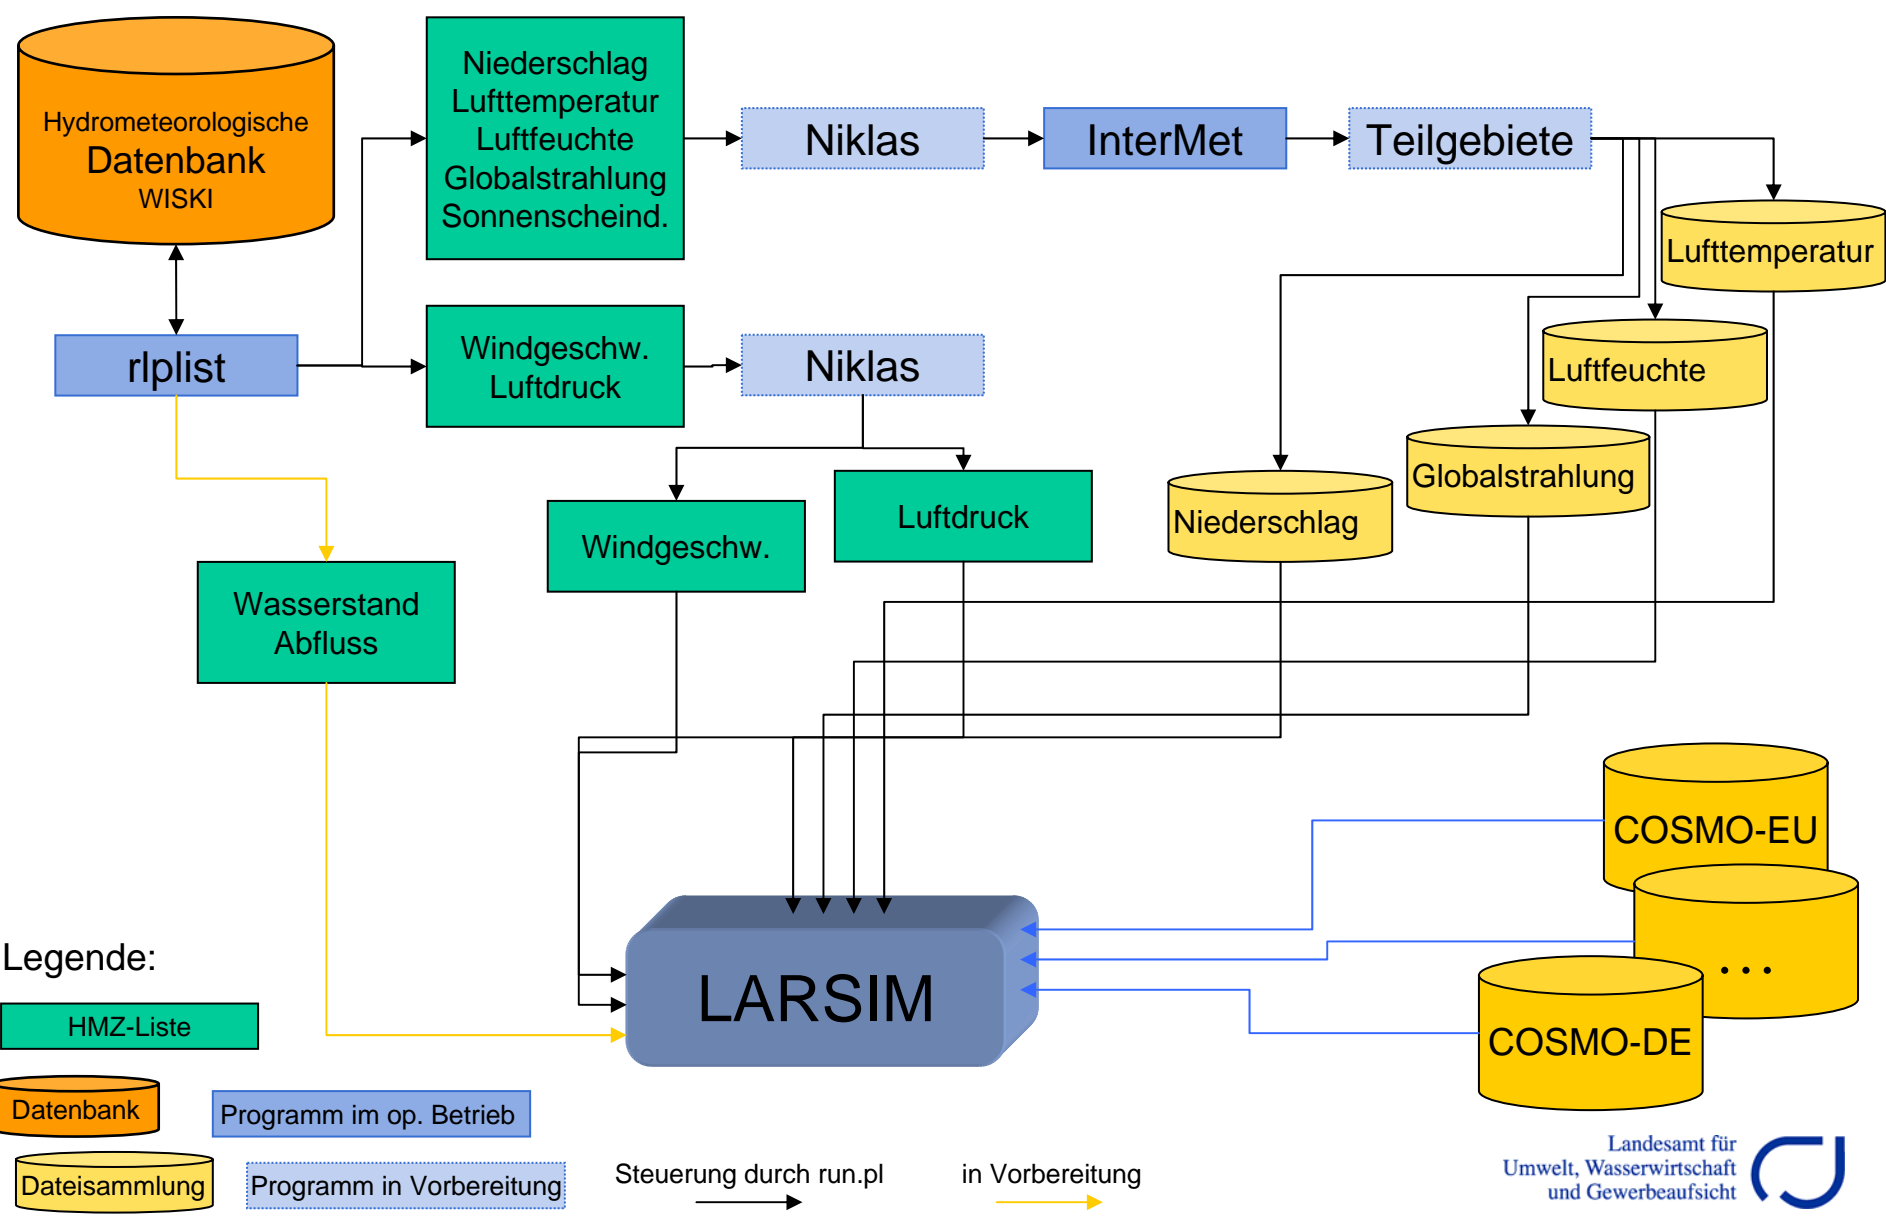 Hydrometeorologische
Datenbank
WISKI
Niederschlag
Lufttemperatur
Luftfeuchte
Globalstrahlung
Sonnenscheind.
Niklas
InterMet
Teilgebiete
Lufttemperatur
rlplist
Windgeschw.
Luftdruck
Niklas
Luftfeuchte
Globalstrahlung
Niederschlag
Windgeschw.
Luftdruck
Wasserstand
Abfluss
COSMO-EU
. . .
COSMO-DE
LARSIM
Legende:
HMZ-Liste
Datenbank
Programm im op. Betrieb
Dateisammlung
Programm in Vorbereitung
Steuerung durch run.pl
in Vorbereitung
Landesamt für
Umwelt, Wasserwirtschaft
und Gewerbeaufsicht